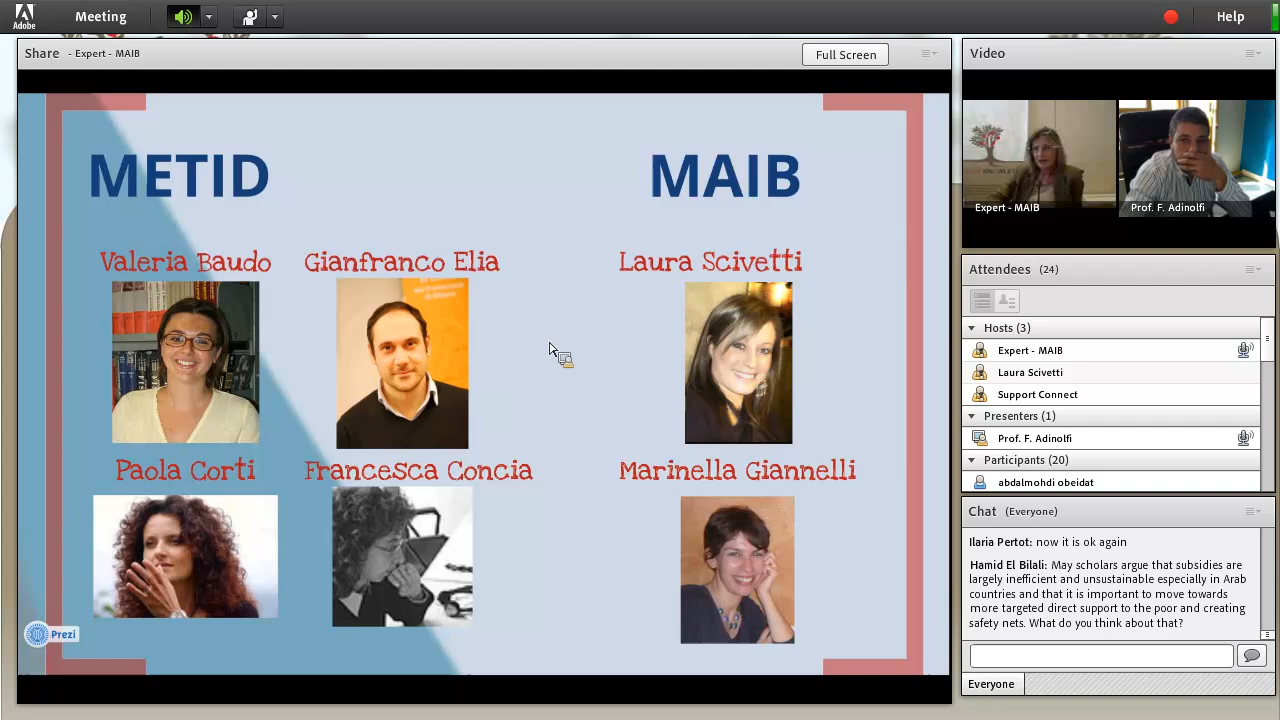 Adobe
Meeting
Help
Share - Expert - MAIB
Full Screen
METID
MAIB
Valeria Baudo
Gianfranco Elia
Laura Scivetti
Paola Corti
Francesca Concia
Marinella Giannelli
Prezi
Video
Expert - MAIB
Prof. F. Adinolfi
Attendees (24)
Hosts (3)
Expert - MAIB
Laura Scivetti
Support Connect
Presenters (1)
Prof. F. Adinolfi
Participants (20)
abdalmohdi obeidat
Chat (Everyone)
Ilaria Pertot: now it is ok again
Hamid El Bilali: May scholars argue that subsidies are
largely inefficient and unsustainable especially in Arab
countries and that it is important to move towards
more targeted direct support to the poor and creating
safety nets. What do you think about that?
Everyone